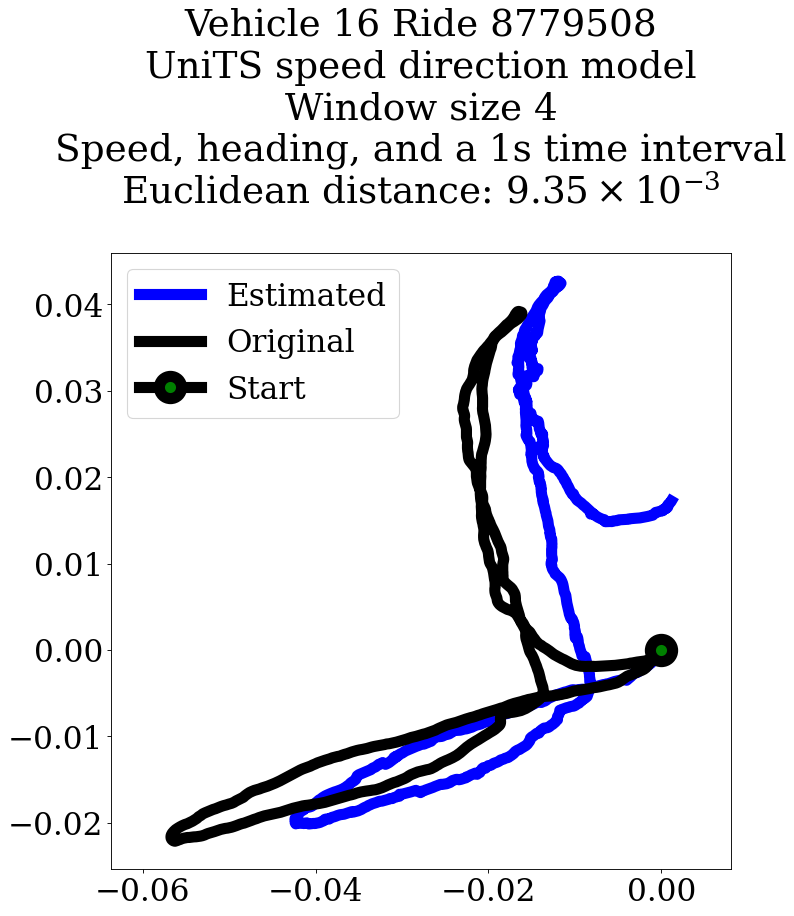 Vehicle 16 Ride 8779508
UniTS speed direction model
Window size 4
Speed, heading, and a 1s time interval
Euclidean distance: 9.35 × 10⁻³
Estimated
Original
Start
0.04
0.03
0.02
0.01
0.00
−0.01
−0.02
−0.06 −0.04 −0.02 0.00